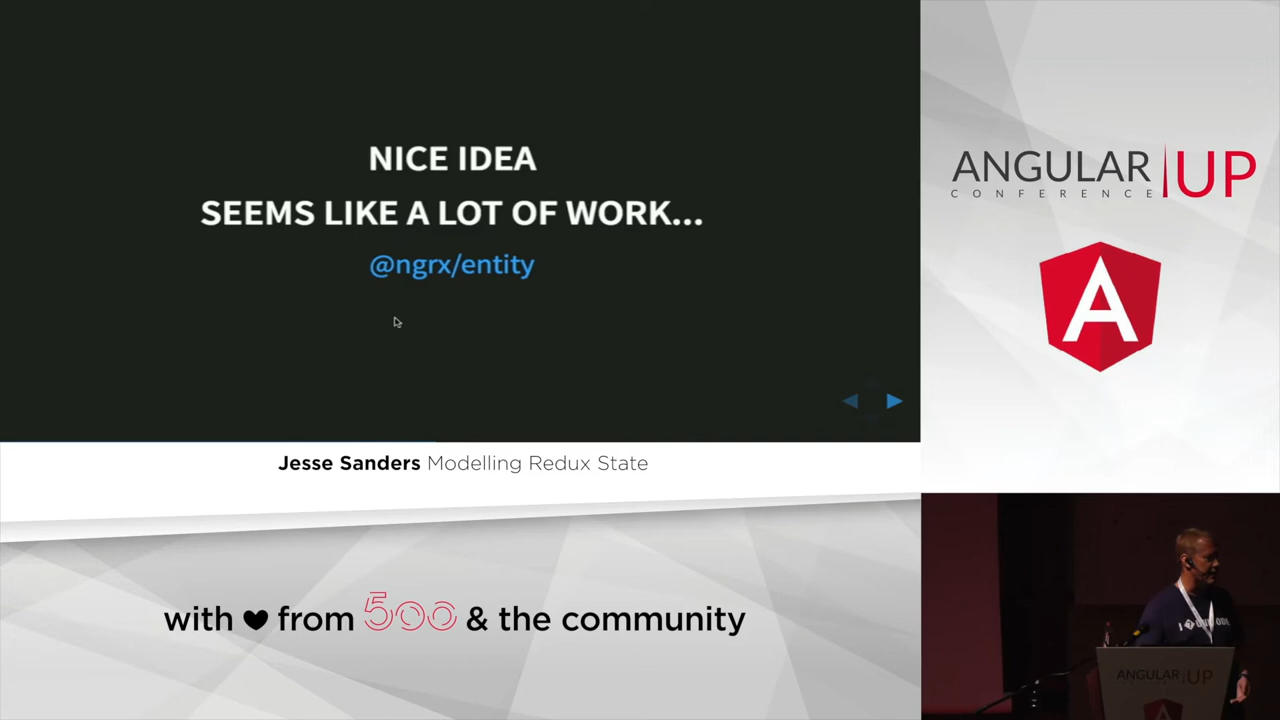 NICE IDEA
SEEMS LIKE A LOT OF WORK...
@ngrx/entity
ANGULAR UP
CONFERENCE
A
Jesse Sanders Modelling Redux State
with ♥ from 500 & the community
ANGULAR UP
A